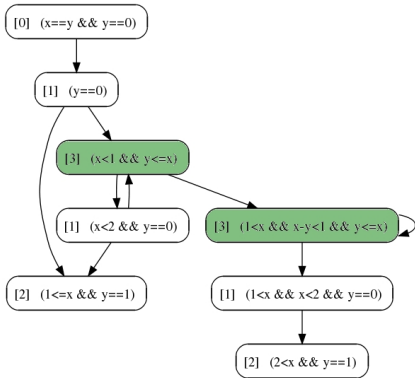 [0] (x==y && y==0)
[1] (y==0)
[3] (x<1 && y<=x)
[1] (x<2 && y==0)
[3] (1<x && x-y<1 && y<=x)
[2] (1<=x && y==1)
[1] (1<x && x<2 && y==0)
[2] (2<x && y==1)